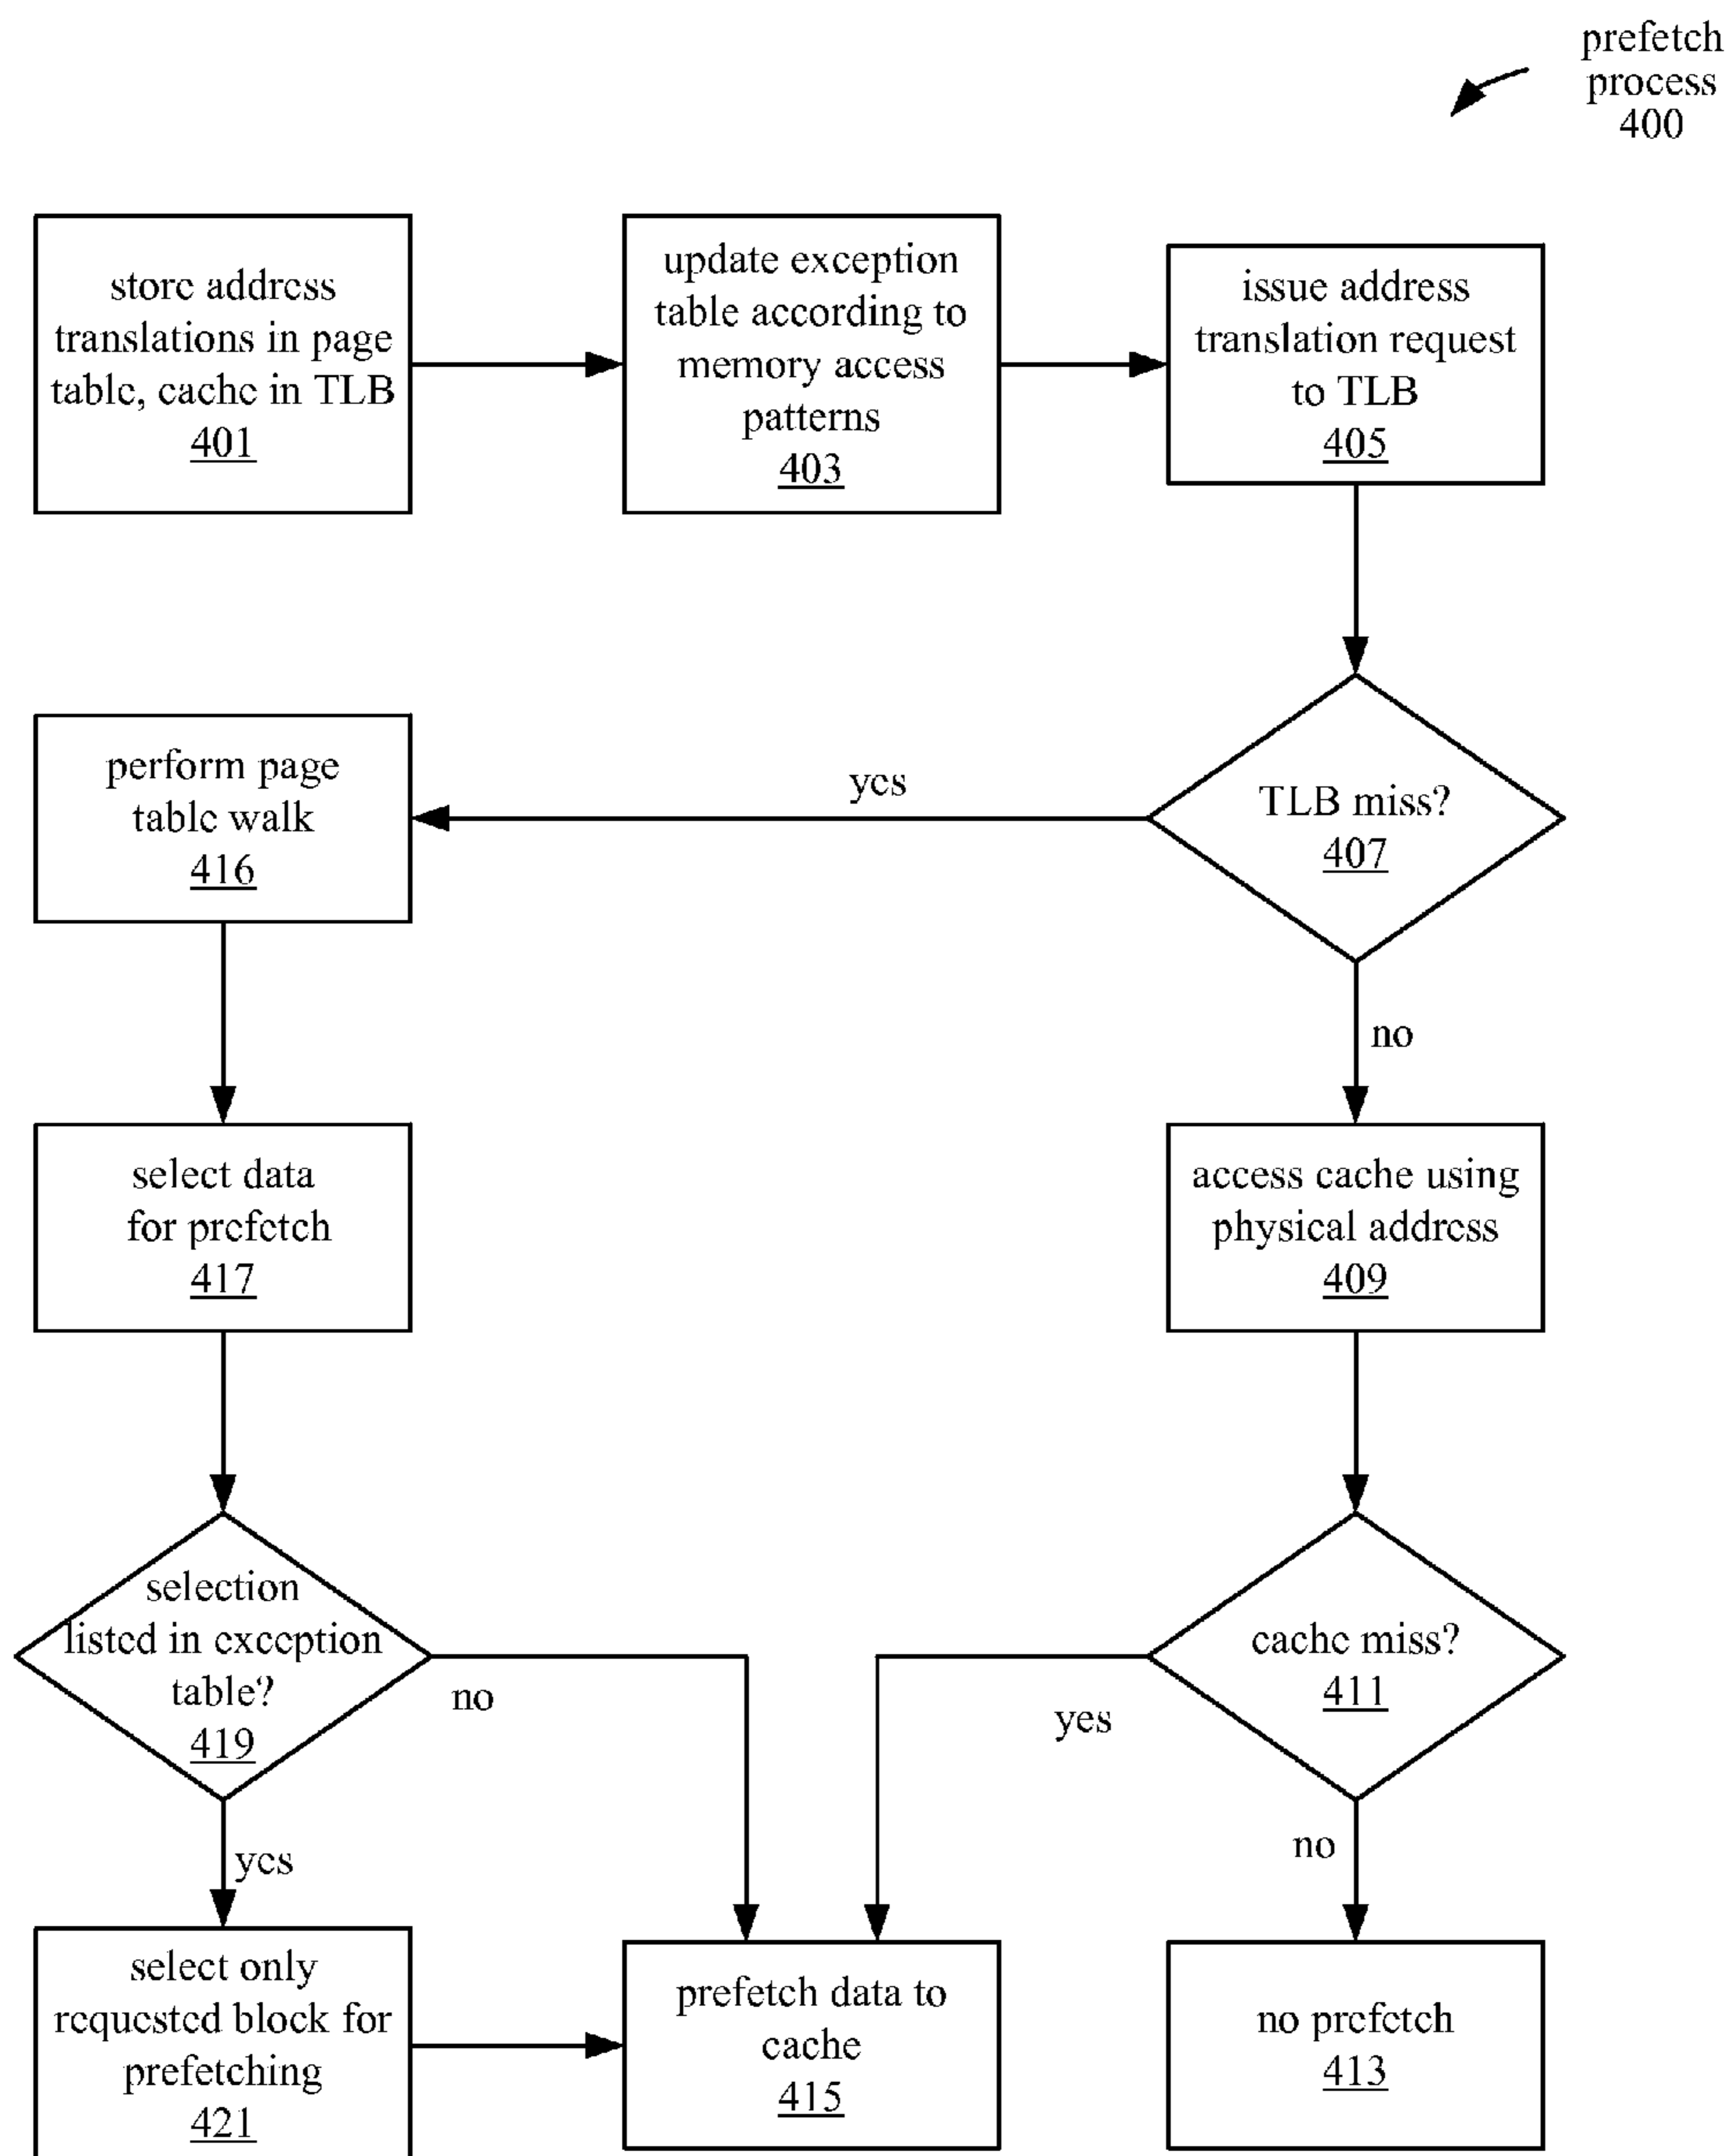 prefetch
process
400
store address
translations in page
table, cache in TLB
401
update exception
table according to
memory access
patterns
403
issue address
translation request
to TLB
405
perform page
table walk
416
yes
TLB miss?
407
no
select data
for prefetch
417
access cache using
physical address
409
selection
listed in exception
table?
419
no
yes
cache miss?
411
yes
no
select only
requested block for
prefetching
421
prefetch data to
cache
415
no prefetch
413